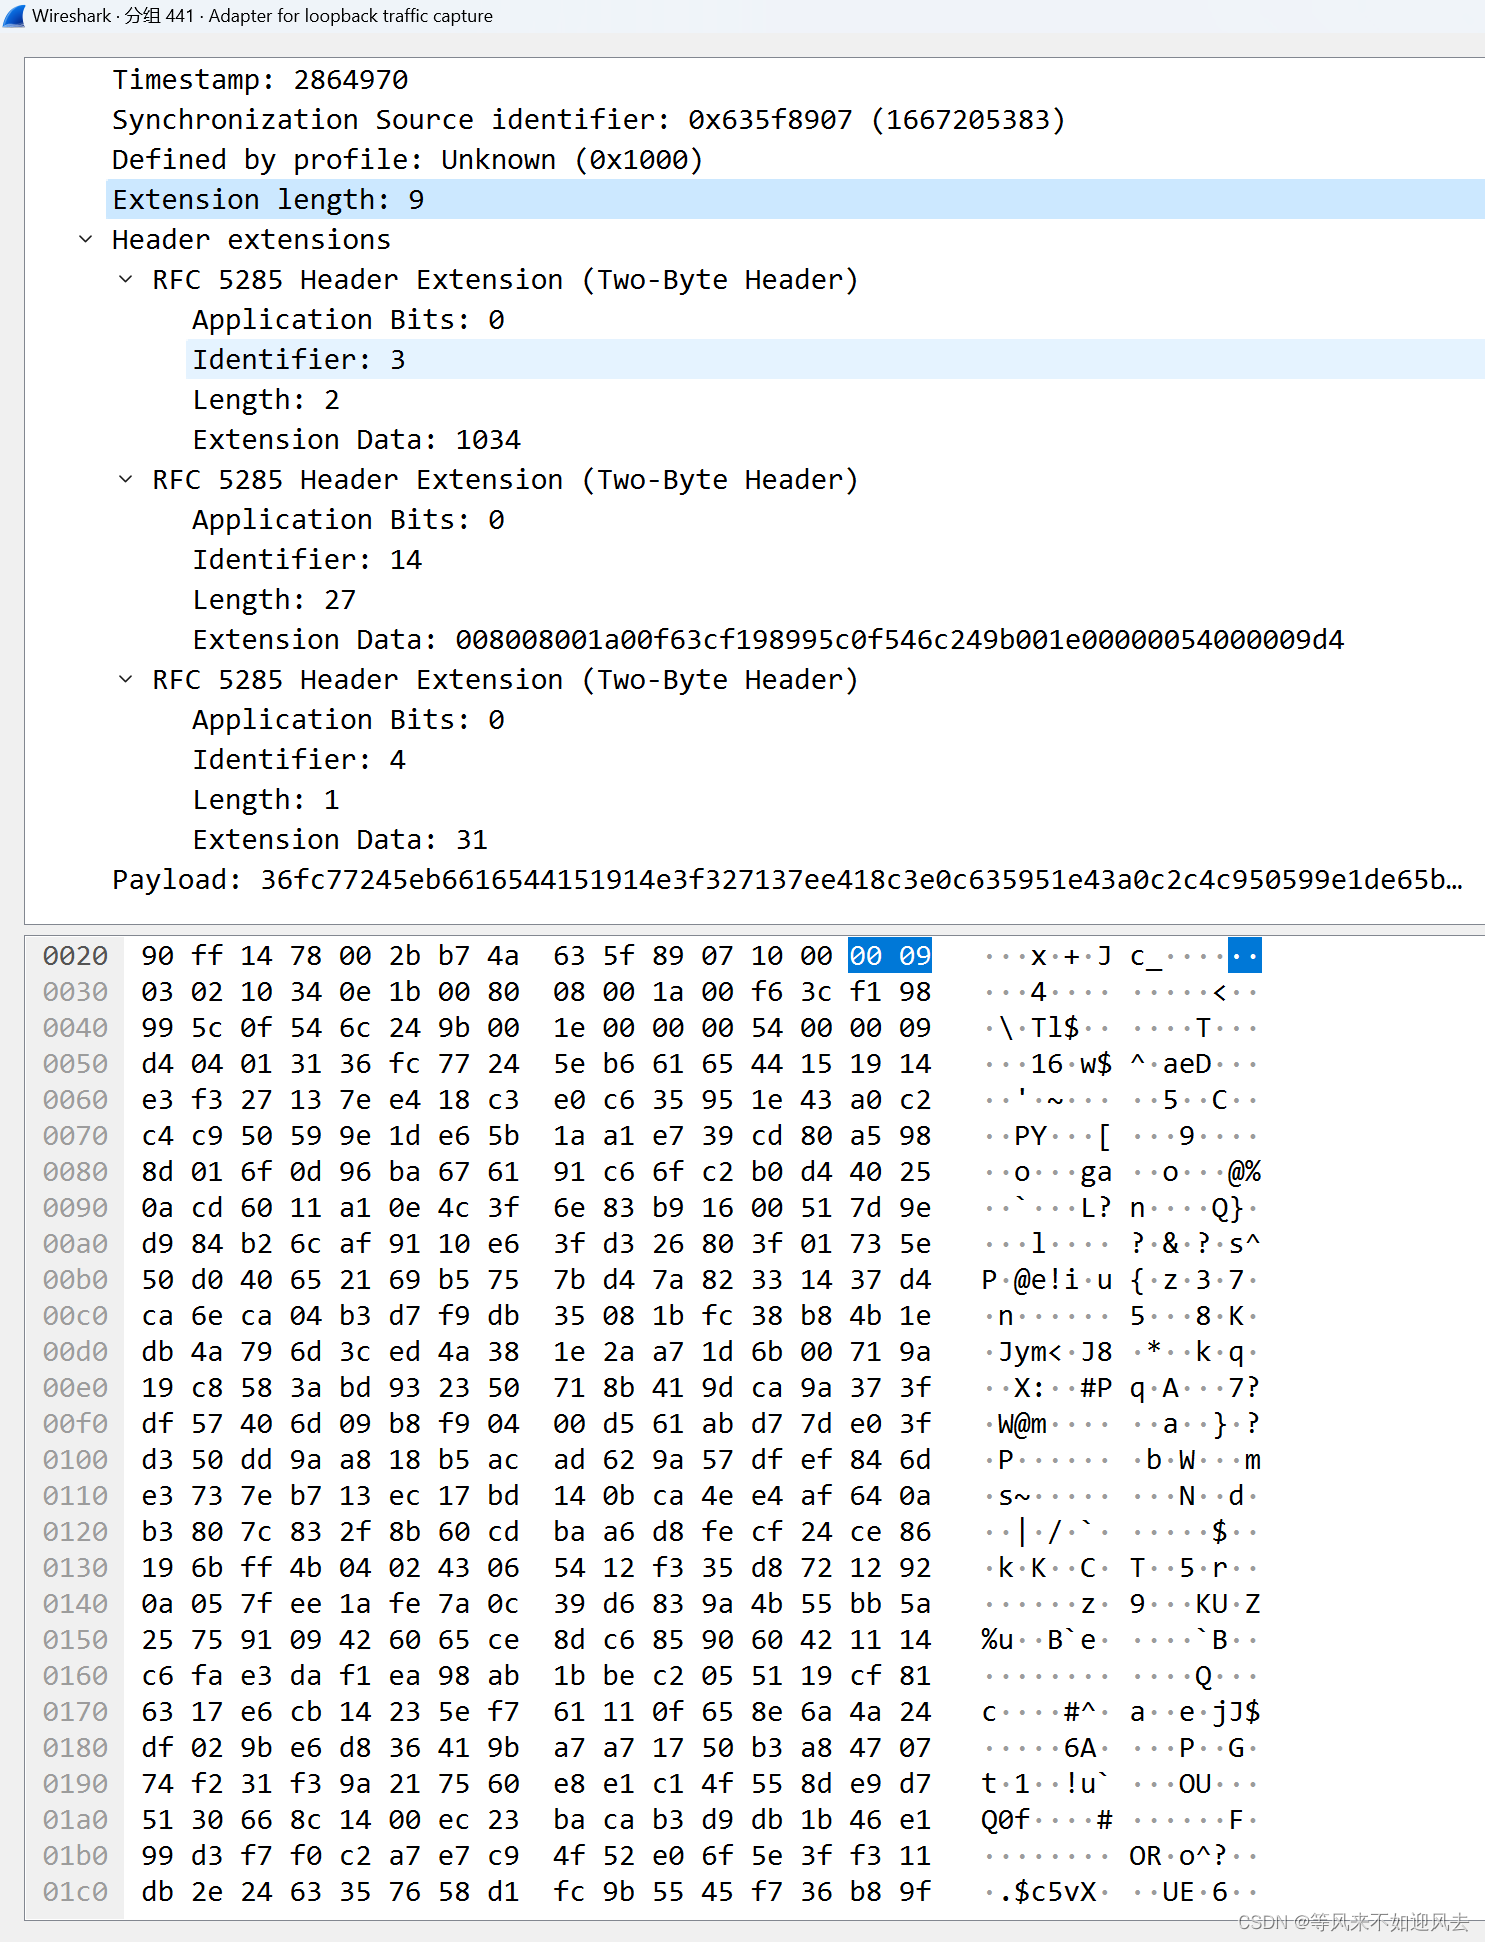 Wireshark · 分组 441 · Adapter for loopback traffic capture
Timestamp: 2864970
Synchronization Source identifier: 0x635f8907 (1667205383)
Defined by profile: Unknown (0x1000)
Extension length: 9
Header extensions
RFC 5285 Header Extension (Two-Byte Header)
Application Bits: 0
Identifier: 3
Length: 2
Extension Data: 1034
RFC 5285 Header Extension (Two-Byte Header)
Application Bits: 0
Identifier: 14
Length: 27
Extension Data: 008008001a00f63cf198995c0f546c249b001e00000054000009d4
RFC 5285 Header Extension (Two-Byte Header)
Application Bits: 0
Identifier: 4
Length: 1
Extension Data: 31
Payload: 36fc77245eb6616544151914e3f327137ee418c3e0c635951e43a0c2c4c950599e1de65b…
0020 90 ff 14 78 00 2b b7 4a 63 5f 89 07 10 00 00 09 ···x·+·J c_······
0030 03 02 10 34 0e 1b 00 80 08 00 1a 00 f6 3c f1 98 ···4···· ·····<··
0040 99 5c 0f 54 6c 24 9b 00 1e 00 00 00 54 00 00 09 ·\·Tl$·· ····T···
0050 d4 04 01 31 36 fc 77 24 5e b6 61 65 44 15 19 14 ···16·w$ ^·aeD···
0060 e3 f3 27 13 7e e4 18 c3 e0 c6 35 95 1e 43 a0 c2 ··'·~··· ··5··C··
0070 c4 c9 50 59 9e 1d e6 5b 1a a1 e7 39 cd 80 a5 98 ··PY···[ ···9····
0080 8d 01 6f 0d 96 ba 67 61 91 c6 6f c2 b0 d4 40 25 ··o···ga ··o···@%
0090 0a cd 60 11 a1 0e 4c 3f 6e 83 b9 16 00 51 7d 9e ··`···L? n····Q}·
00a0 d9 84 b2 6c af 91 10 e6 3f d3 26 80 3f 01 73 5e ···l···· ?·&·?·s^
00b0 50 d0 40 65 21 69 b5 75 7b d4 7a 82 33 14 37 d4 P·@e!i·u {·z·3·7·
00c0 ca 6e ca 04 b3 d7 f9 db 35 08 1b fc 38 b8 4b 1e ·n······ 5···8·K·
00d0 db 4a 79 6d 3c ed 4a 38 1e 2a a7 1d 6b 00 71 9a ·Jym<·J8 ·*··k·q·
00e0 19 c8 58 3a bd 93 23 50 71 8b 41 9d ca 9a 37 3f ··X:··#P q·A···7?
00f0 df 57 40 6d 09 b8 f9 04 00 d5 61 ab d7 7d e0 3f ·W@m···· ··a··}·?
0100 d3 50 dd 9a a8 18 b5 ac ad 62 9a 57 df ef 84 6d ·P······ ·b·W···m
0110 e3 73 7e b7 13 ec 17 bd 14 0b ca 4e e4 af 64 0a ·s~····· ···N··d·
0120 b3 80 7c 83 2f 8b 60 cd ba a6 d8 fe cf 24 ce 86 ··|·/·`· ·····$··
0130 19 6b ff 4b 04 02 43 06 54 12 f3 35 d8 72 12 92 ·k·K··C· T··5·r··
0140 0a 05 7f ee 1a fe 7a 0c 39 d6 83 9a 4b 55 bb 5a ······z· 9···KU·Z
0150 25 75 91 09 42 60 65 ce 8d c6 85 90 60 42 11 14 %u··B`e· ····`B··
0160 c6 fa e3 da f1 ea 98 ab 1b be c2 05 51 19 cf 81 ········ ····Q···
0170 63 17 e6 cb 14 23 5e f7 61 11 0f 65 8e 6a 4a 24 c····#^· a··e·jJ$
0180 df 02 9b e6 d8 36 41 9b a7 a7 17 50 b3 a8 47 07 ·····6A· ···P··G·
0190 74 f2 31 f3 9a 21 75 60 e8 e1 c1 4f 55 8d e9 d7 t·1··!u` ···OU···
01a0 51 30 66 8c 14 00 ec 23 ba ca b3 d9 db 1b 46 e1 Q0f····# ······F·
01b0 99 d3 f7 f0 c2 a7 e7 c9 4f 52 e0 6f 5e 3f f3 11 ········ OR·o^?··
01c0 db 2e 24 63 35 76 58 d1 fc 9b 55 45 f7 36 b8 9f ·.$c5vX· ··UE·6··
CSDN @等风来不如迎风去